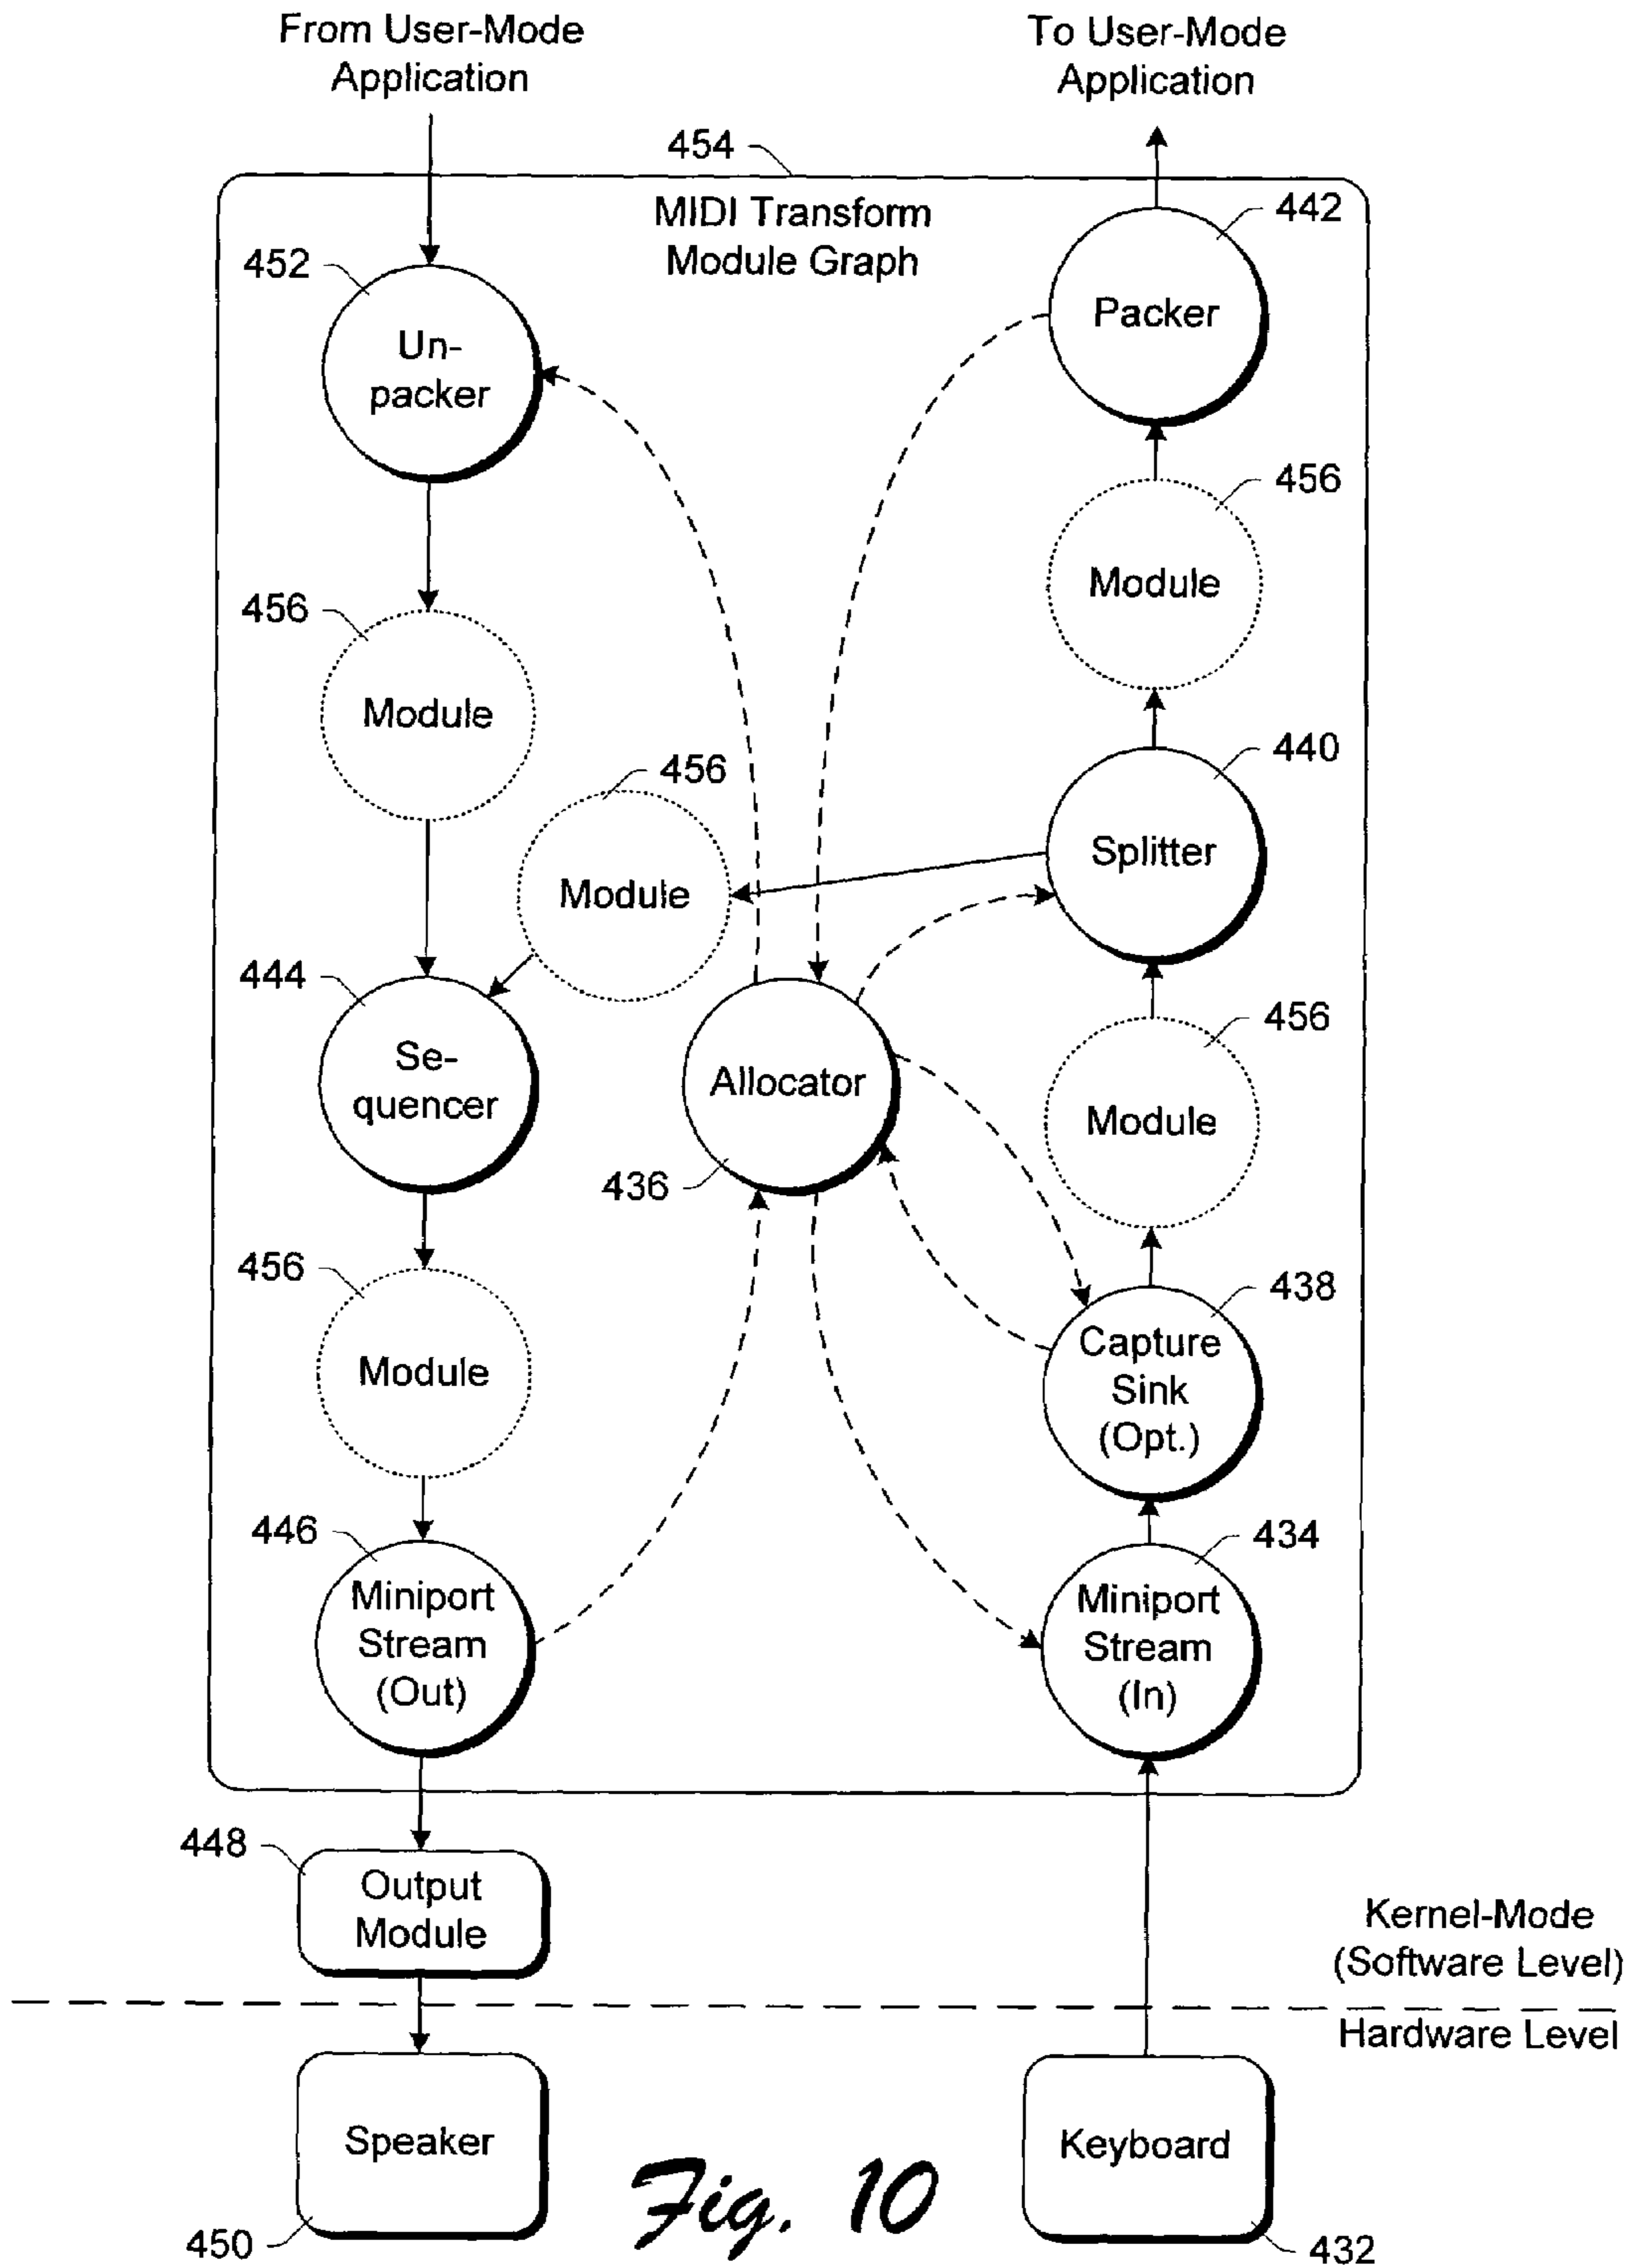 From User-Mode
Application
To User-Mode
Application
454
MIDI Transform
Module Graph
442
Packer
452
Un-
packer
456
Module
456
Module
440
Splitter
456
Module
444
Se-
quencer
436
Allocator
456
Module
456
Module
438
Capture
Sink
(Opt.)
446
Miniport
Stream
(Out)
434
Miniport
Stream
(In)
448
Output
Module
Kernel-Mode
(Software Level)
Hardware Level
Speaker
450
Keyboard
432
Fig. 10